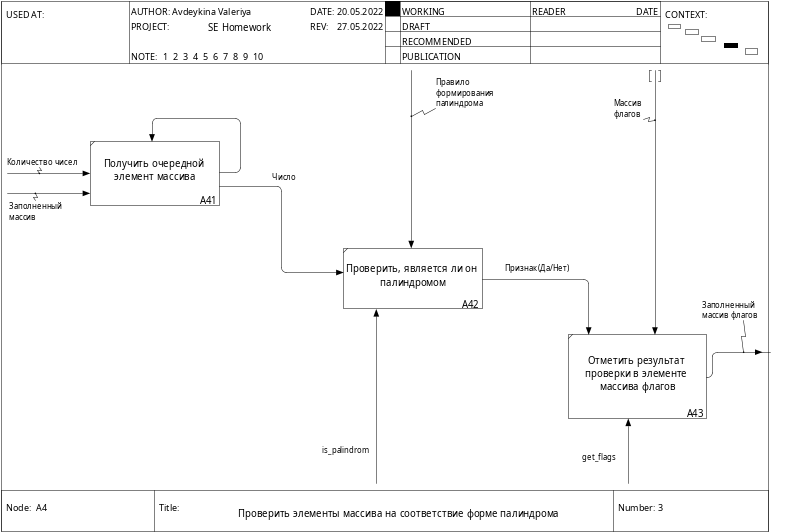 USED AT:
AUTHOR: Avdeykina Valeriya
DATE: 20.05.2022
PROJECT: SE Homework
REV: 27.05.2022
NOTE: 1 2 3 4 5 6 7 8 9 10
WORKING
DRAFT
RECOMMENDED
PUBLICATION
READER
DATE
CONTEXT:
Правило
формирования
палиндрома
[ ]
Массив
флагов
Количество чисел
Заполненный
массив
Получить очередной
элемент массива
A41
Число
Проверить, является ли он
палиндромом
A42
Признак(Да/Нет)
Заполненный
массив флагов
Отметить результат
проверки в элементе
массива флагов
A43
is_palindrom
get_flags
Node: A4
Title:
Проверить элементы массива на соответствие форме палиндрома
Number: 3